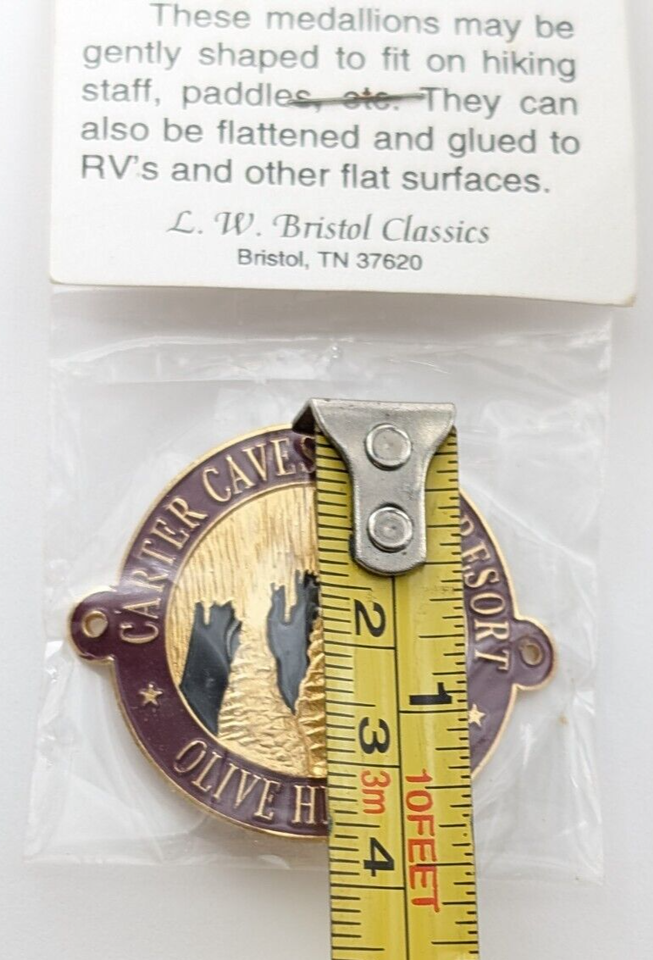 These medallions may be
gently shaped to fit on hiking
staff, paddles, etc. They can
also be flattened and glued to
RV's and other flat surfaces.
L. W. Bristol Classics
Bristol, TN 37620
CARTER CAVES
RESORT
OLIVE H
2
1
3
3m
10FEET
4